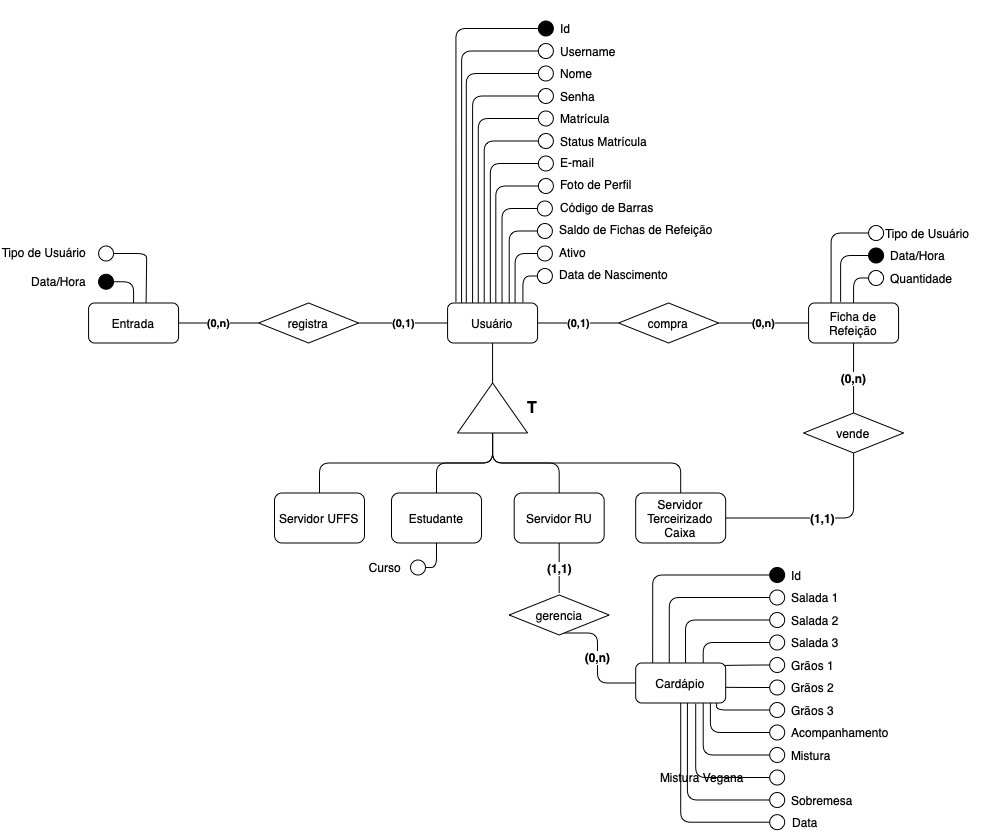 Id
Username
Nome
Senha
Matrícula
Status Matrícula
E-mail
Foto de Perfil
Código de Barras
Saldo de Fichas de Refeição
Ativo
Data de Nascimento
Tipo de Usuário
Data/Hora
Tipo de Usuário
Data/Hora
Quantidade
Entrada
(0,n)
registra
(0,1)
Usuário
(0,1)
compra
(0,n)
Ficha de
Refeição
(0,n)
T
vende
Servidor UFFS
Estudante
Servidor RU
Servidor
Terceirizado
Caixa
(1,1)
Curso
(1,1)
gerencia
(0,n)
Cardápio
Id
Salada 1
Salada 2
Salada 3
Grãos 1
Grãos 2
Grãos 3
Acompanhamento
Mistura
Mistura Vegana
Sobremesa
Data